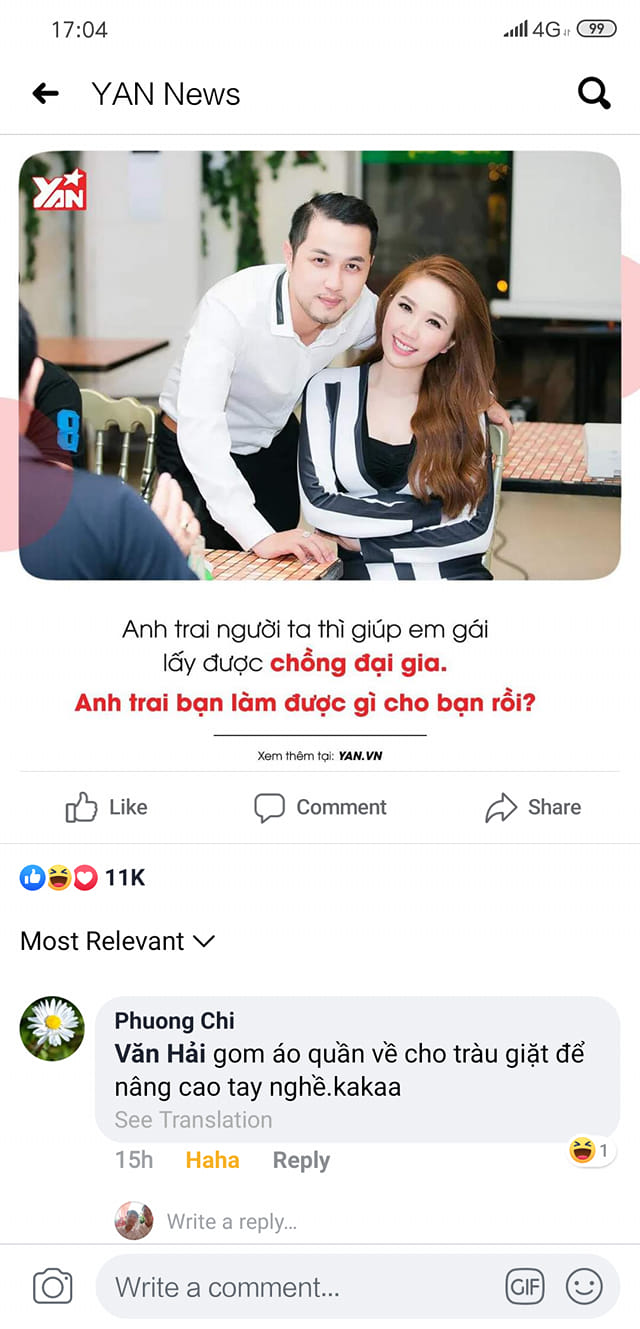 17:04
4G
99
YAN News
YAN
8
Anh trai người ta thì giúp em gái
lấy được chồng đại gia.
Anh trai bạn làm được gì cho bạn rồi?
Xem thêm tại: YAN.VN
Like
Comment
Share
11K
Most Relevant
Phuong Chi
Văn Hải gom áo quần về cho tràu giặt để
nâng cao tay nghề.kakaa
See Translation
15h
Haha
Reply
1
Write a reply...
Write a comment...
GIF